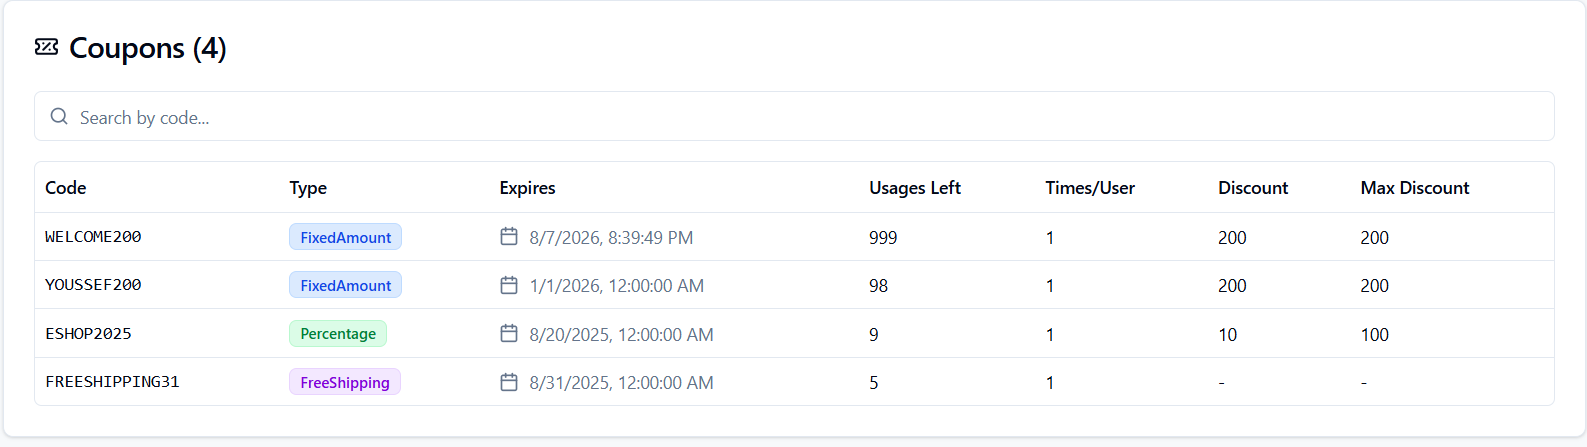 Coupons (4)
Search by code...
Code Type Expires Usages Left Times/User Discount Max Discount
WELCOME200 FixedAmount 8/7/2026, 8:39:49 PM 999 1 200 200
YOUSSEF200 FixedAmount 1/1/2026, 12:00:00 AM 98 1 200 200
ESHOP2025 Percentage 8/20/2025, 12:00:00 AM 9 1 10 100
FREESHIPPING31 FreeShipping 8/31/2025, 12:00:00 AM 5 1 - -